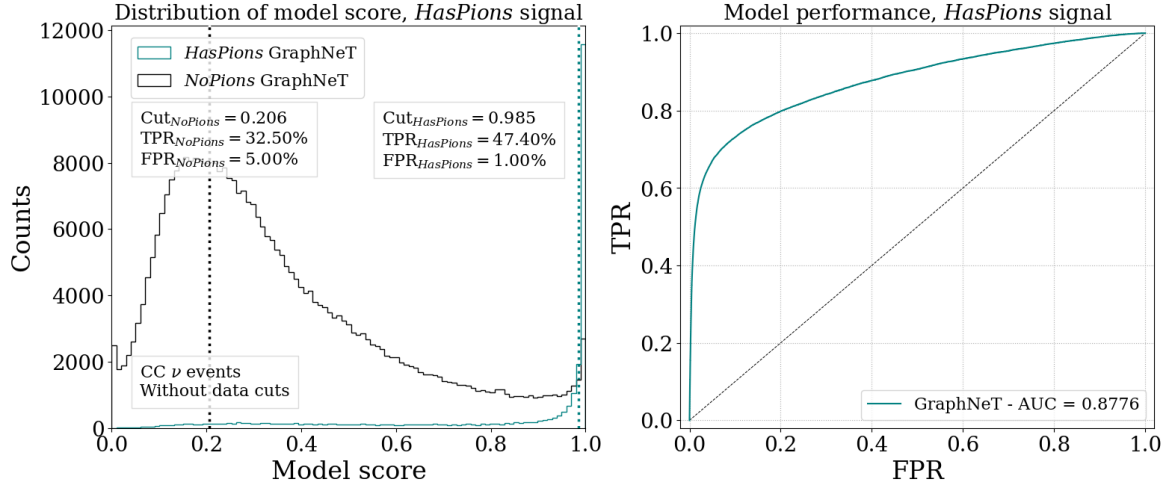 Distribution of model score, HasPions signal
12000
10000
8000
6000
4000
2000
0
Counts
HasPions GraphNeT
NoPions GraphNeT
Cut_NoPions = 0.206
TPR_NoPions = 32.50%
FPR_NoPions = 5.00%
Cut_HasPions = 0.985
TPR_HasPions = 47.40%
FPR_HasPions = 1.00%
CC ν events
Without data cuts
0.0 0.2 0.4 0.6 0.8 1.0
Model score
Model performance, HasPions signal
1.0
0.8
0.6
0.4
0.2
0.0
TPR
GraphNeT - AUC = 0.8776
0.0 0.2 0.4 0.6 0.8 1.0
FPR